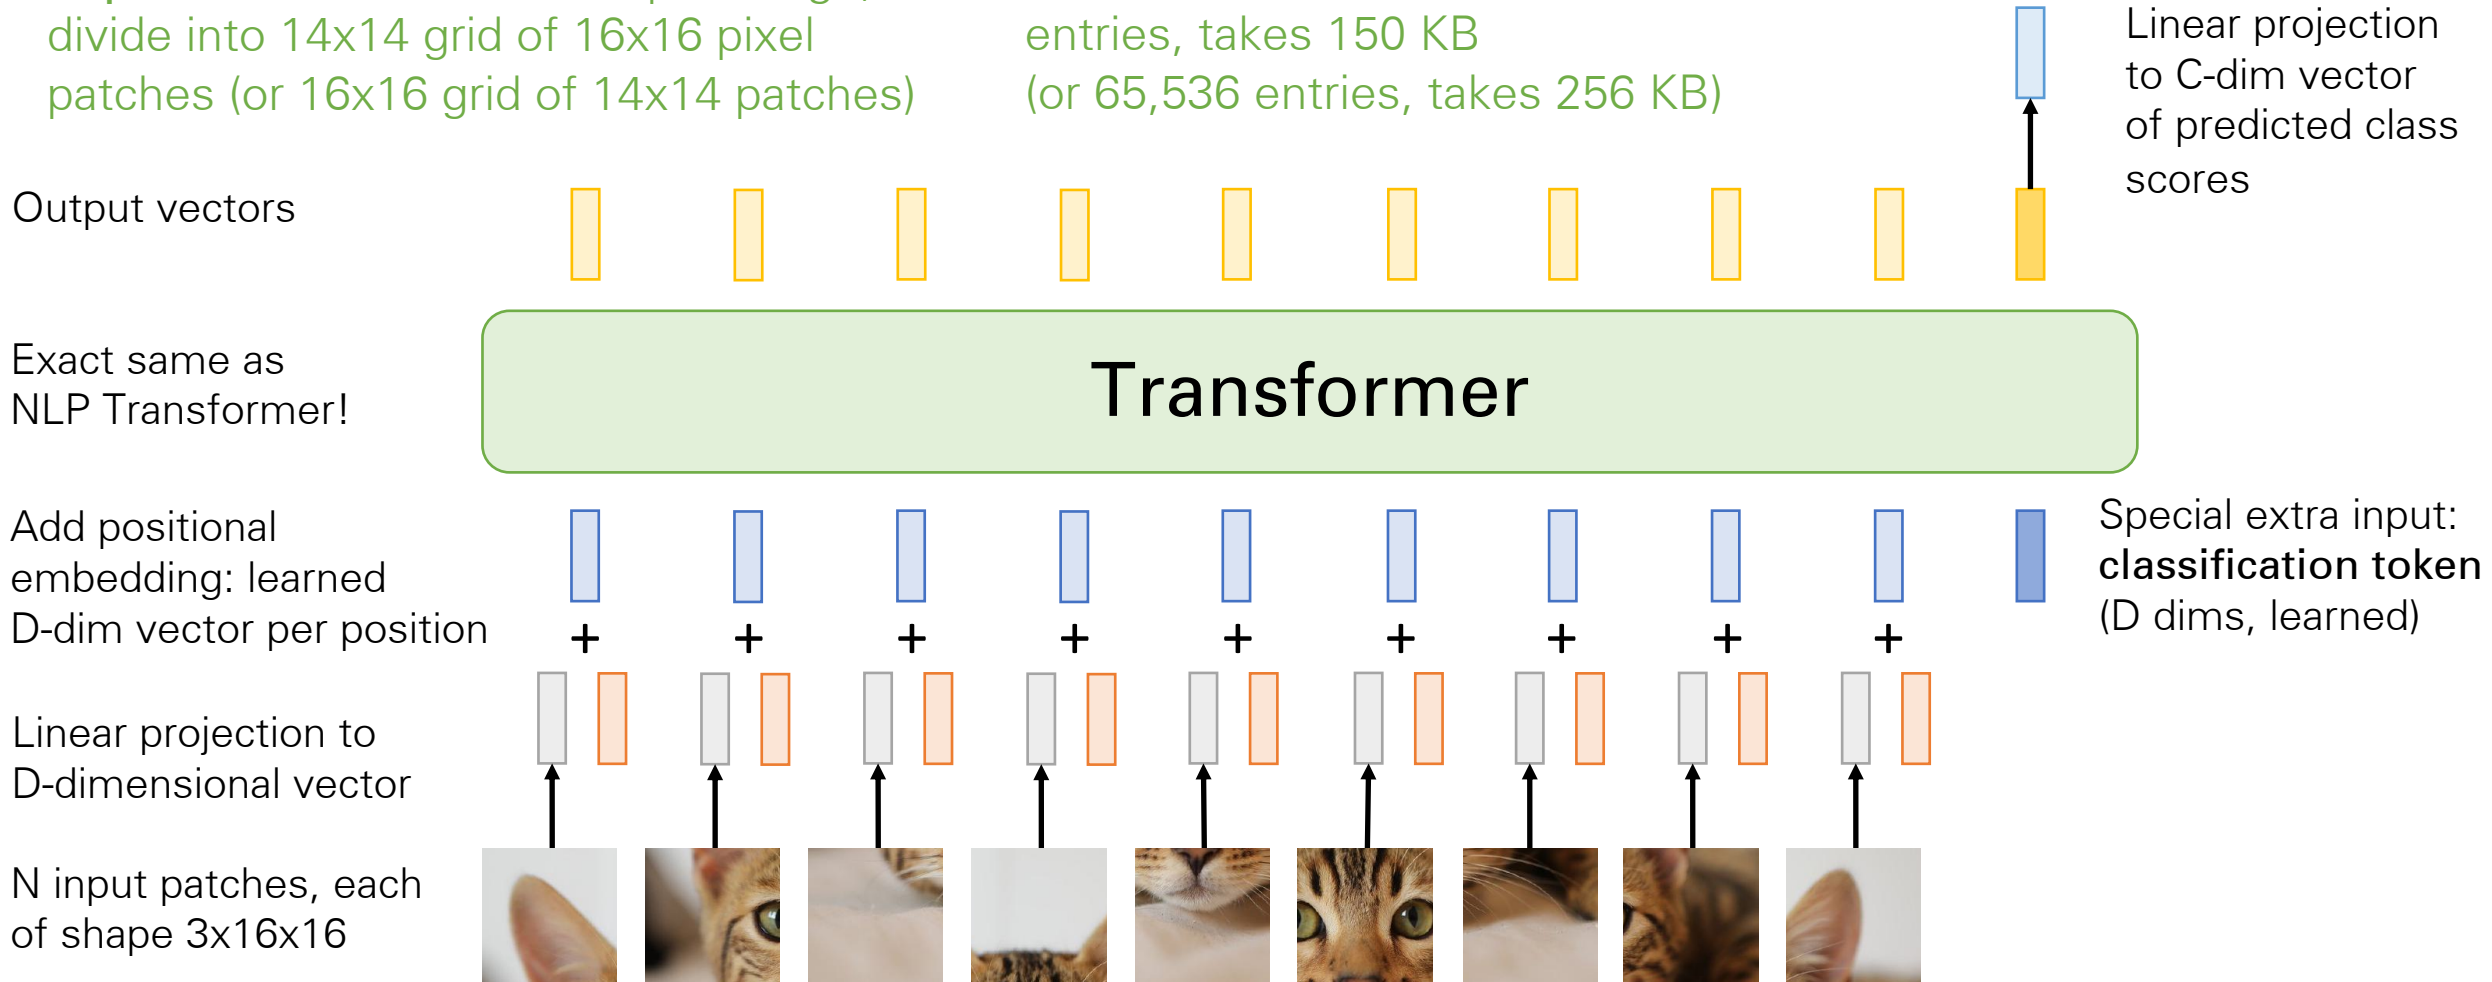 divide into 14x14 grid of 16x16 pixel
patches (or 16x16 grid of 14x14 patches)
entries, takes 150 KB
(or 65,536 entries, takes 256 KB)
Linear projection
to C-dim vector
of predicted class
scores
Output vectors
Exact same as
NLP Transformer!
Transformer
Add positional
embedding: learned
D-dim vector per position
+ + + + + + + + +
Special extra input:
classification token
(D dims, learned)
Linear projection to
D-dimensional vector
N input patches, each
of shape 3x16x16